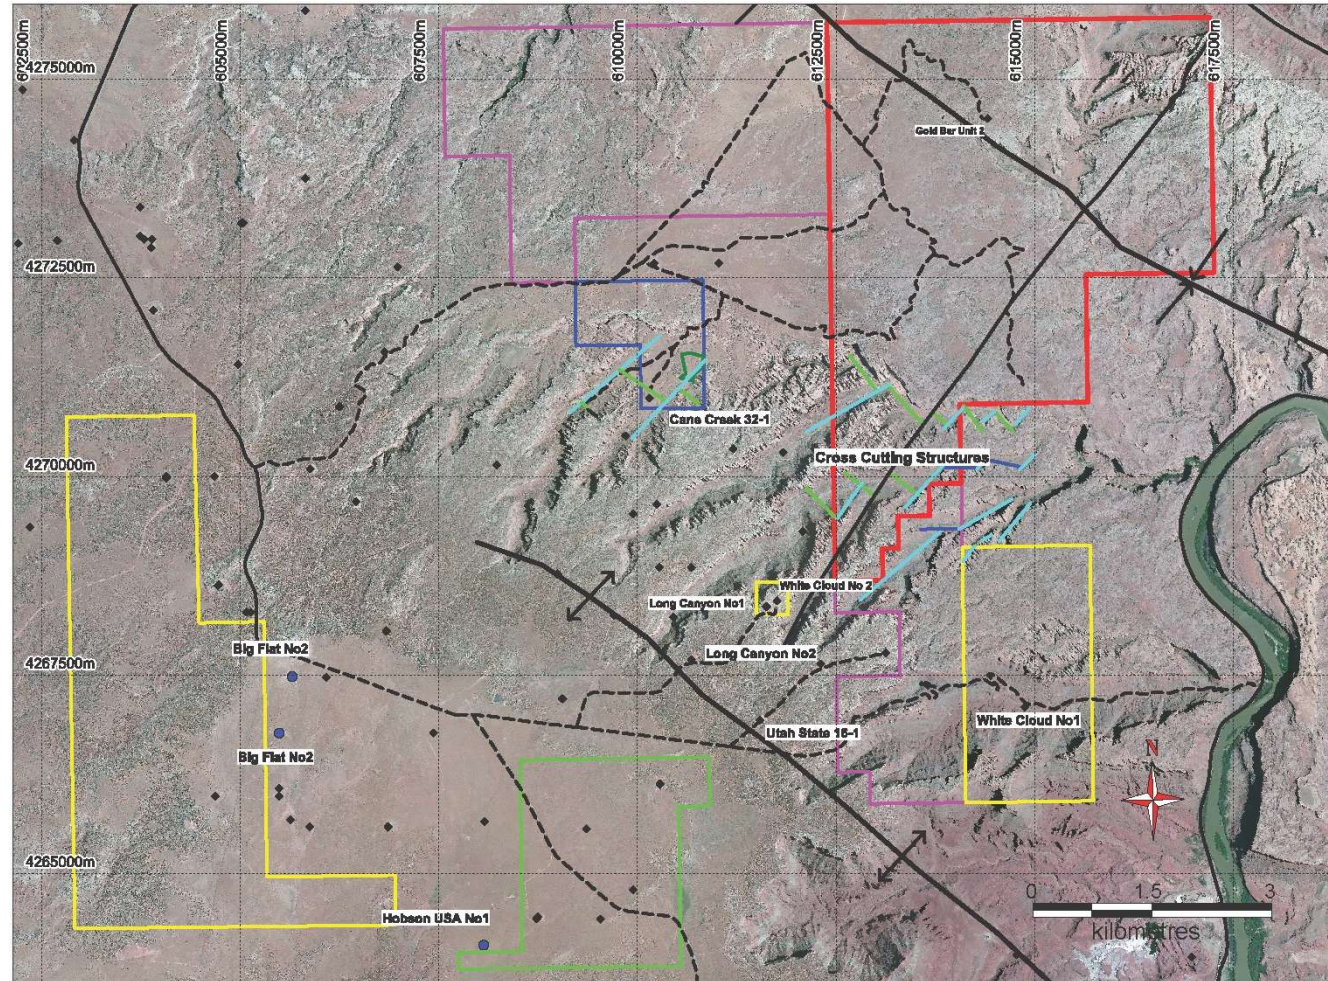 602500m
605000m
607500m
610000m
612500m
615000m
617500m
4275000m
Gold Bar Unit 2
4272500m
Cane Creek 32-1
4270000m
Cross Cutting Structures
White Cloud No 2
Long Canyon No1
Big Flat No2
Long Canyon No2
4267500m
White Cloud No1
Utah State 16-1
Big Flat No2
N
4265000m
0 1.5 3
kilometres
Hobson USA No1